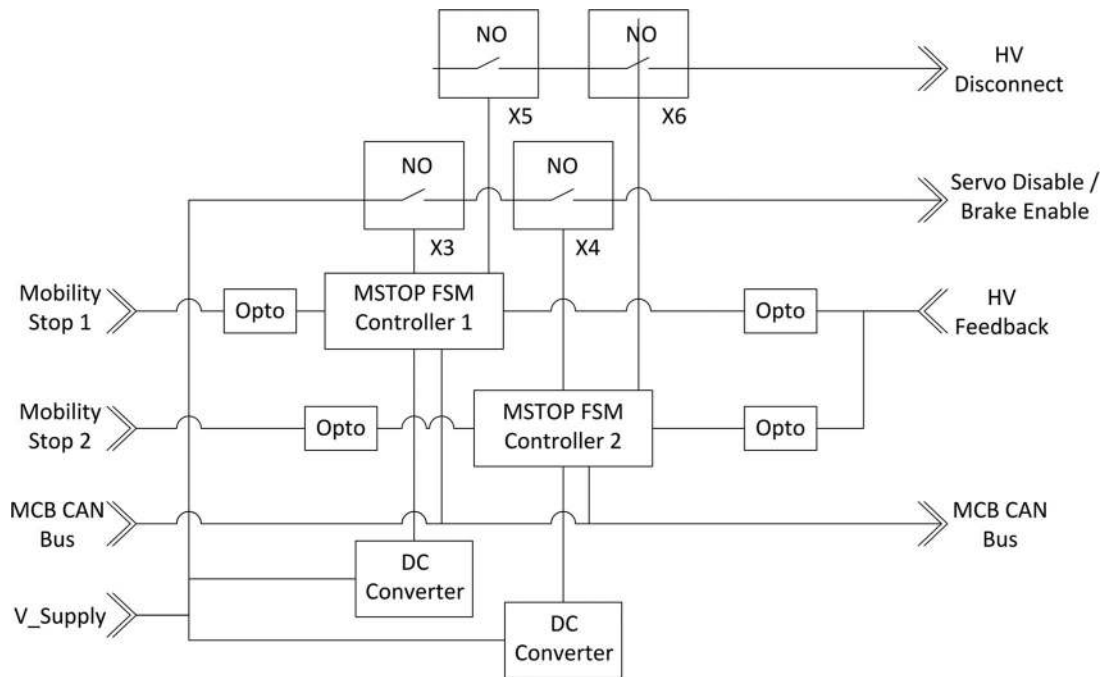 NO
NO
HV
Disconnect
X5
X6
NO
NO
Servo Disable /
Brake Enable
X3
X4
Mobility
Stop 1
Opto
MSTOP FSM
Controller 1
Opto
HV
Feedback
Mobility
Stop 2
Opto
MSTOP FSM
Controller 2
Opto
MCB CAN
Bus
MCB CAN
Bus
DC
Converter
V_Supply
DC
Converter